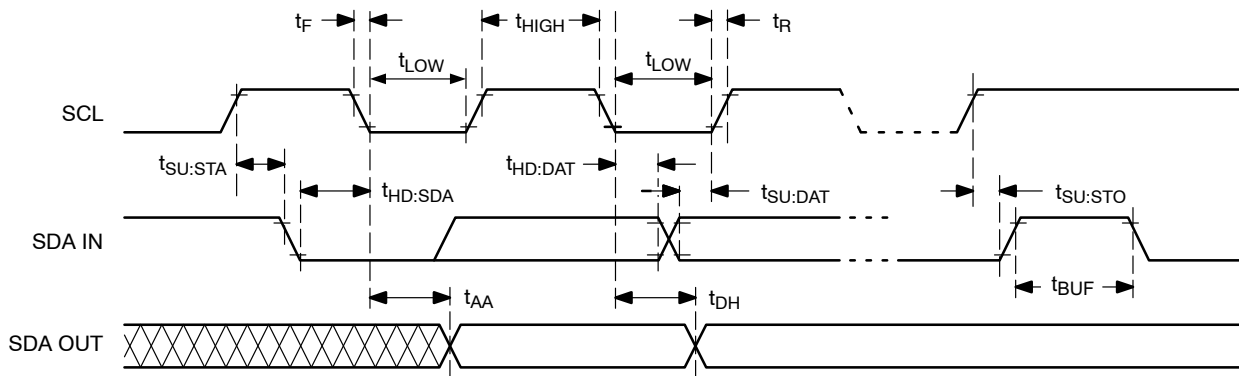 tF
tHIGH
tR
tLOW
tLOW
SCL
tSU:STA
tHD:SDA
tHD:DAT
tSU:DAT
tSU:STO
SDA IN
tBUF
tAA
tDH
SDA OUT